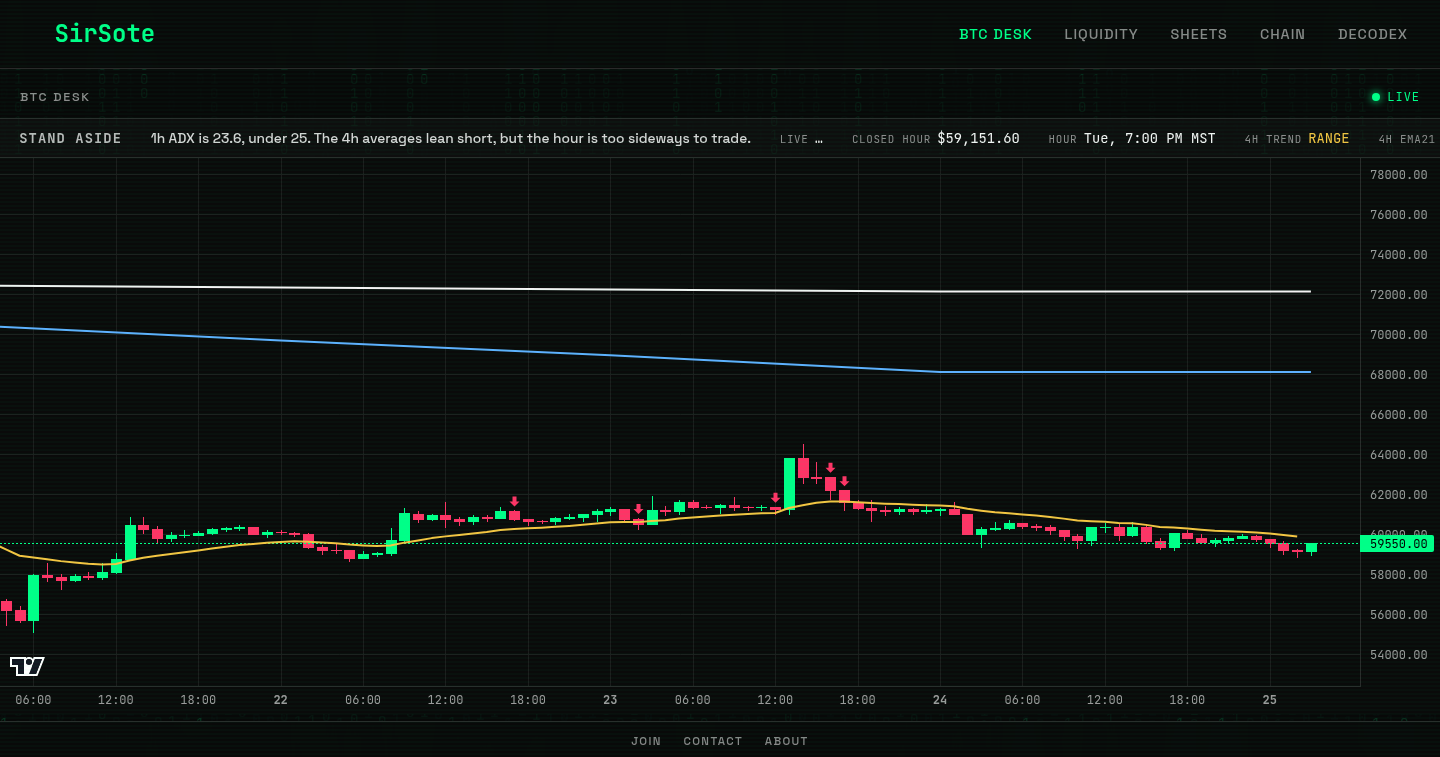 SirSote
BTC DESK LIQUIDITY SHEETS CHAIN DECODEX
BTC DESK
LIVE
STAND ASIDE 1h ADX is 23.6, under 25. The 4h averages lean short, but the hour is too sideways to trade. LIVE … CLOSED HOUR $59,151.60 HOUR Tue, 7:00 PM MST 4H TREND RANGE 4H EMA21
78000.00
76000.00
74000.00
72000.00
70000.00
68000.00
66000.00
64000.00
62000.00
60000.00
59550.00
58000.00
56000.00
54000.00
06:00 12:00 18:00 22 06:00 12:00 18:00 23 06:00 12:00 18:00 24 06:00 12:00 18:00 25
JOIN CONTACT ABOUT